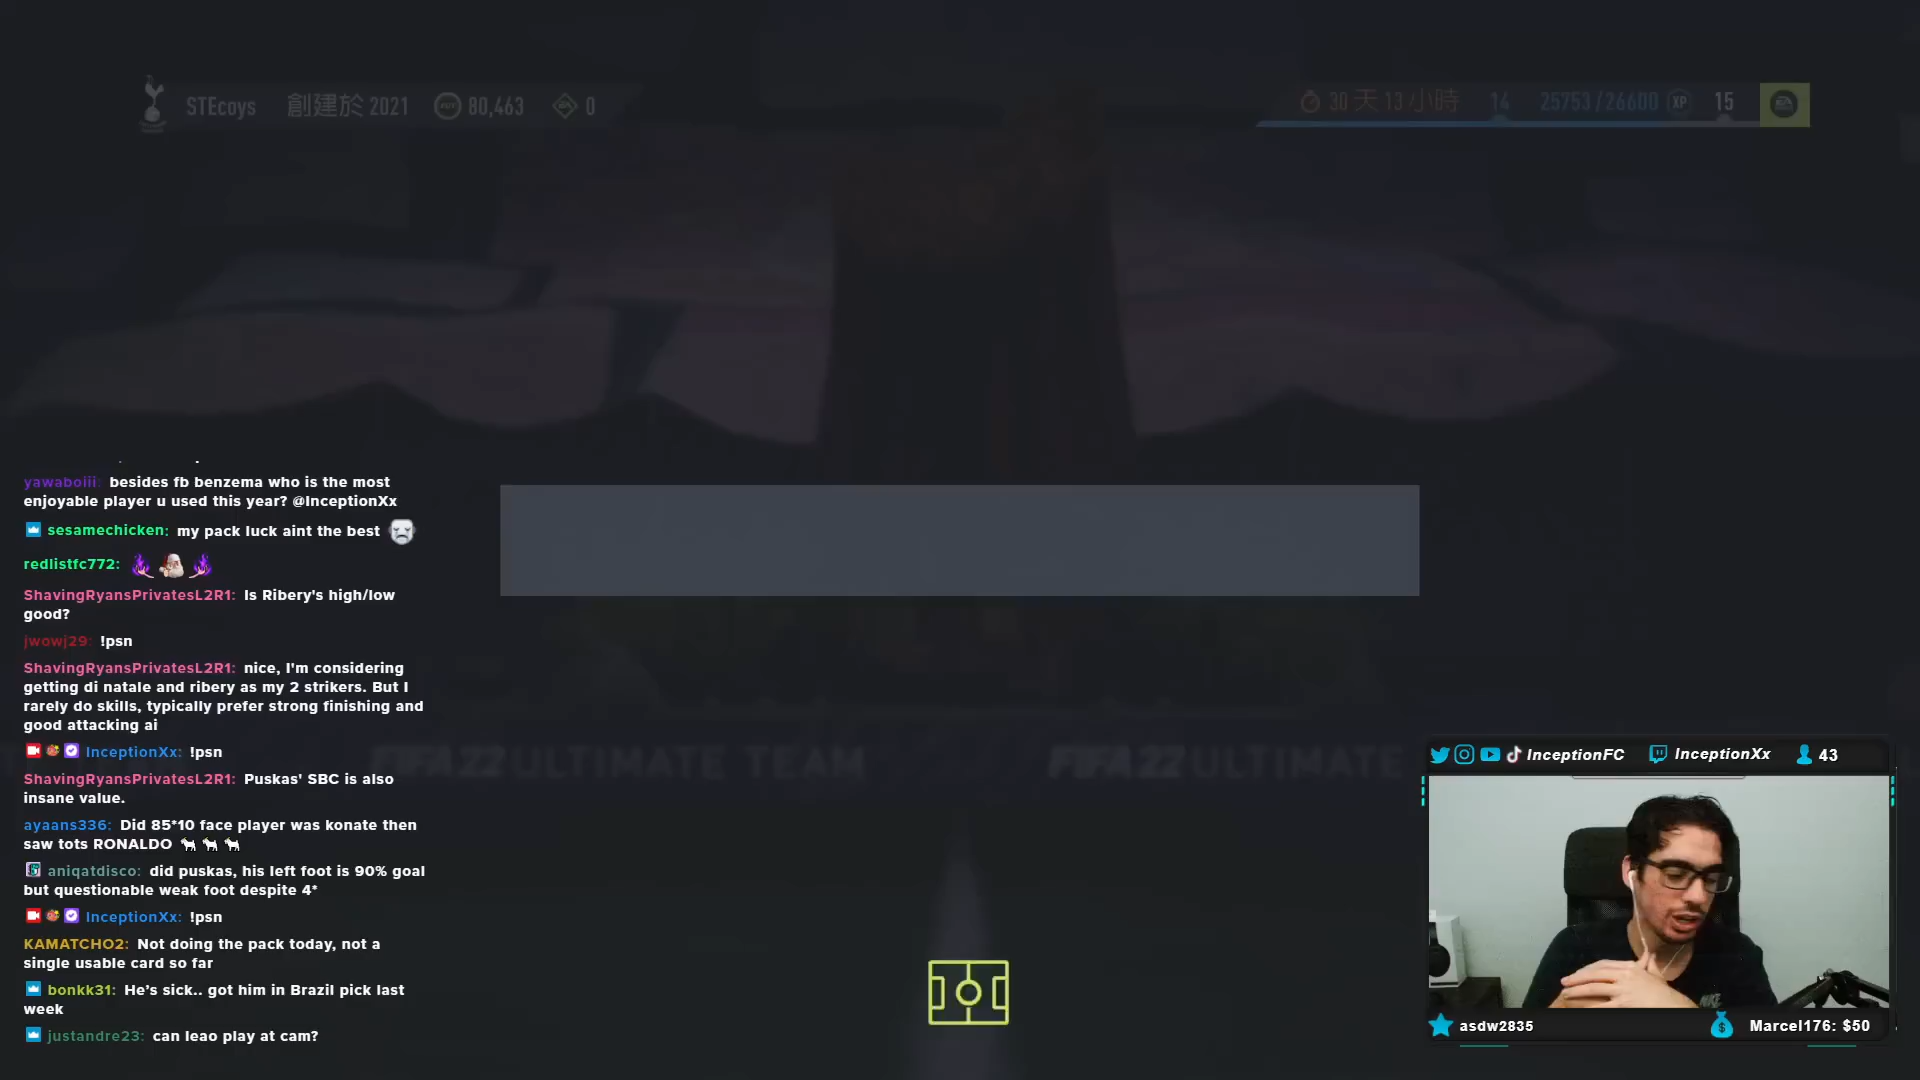 STEcoys 創建於 2021 80,463 0
30 天 13 小時 14 25753/26600 XP 15
yawaboiii: besides fb benzema who is the most
enjoyable player u used this year? @InceptionXx
sesamechicken: my pack luck aint the best
redlistfc772:
ShavingRyansPrivatesL2R1: Is Ribery's high/low
good?
jwowj29: !psn
ShavingRyansPrivatesL2R1: nice, I'm considering
getting di natale and ribery as my 2 strikers. But I
rarely do skills, typically prefer strong finishing and
good attacking ai
InceptionXx: !psn
ShavingRyansPrivatesL2R1: Puskas' SBC is also
insane value.
ayaans336: Did 85*10 face player was konate then
saw tots RONALDO
aniqatdisco: did puskas, his left foot is 90% goal
but questionable weak foot despite 4*
InceptionXx: !psn
KAMATCHO2: Not doing the pack today, not a
single usable card so far
bonkk31: He's sick.. got him in Brazil pick last
week
justandre23: can leao play at cam?
FIFA22 ULTIMATE TEAM FIFA22 ULTIMATE
InceptionFC InceptionXx 43
asdw2835 Marcel176: $50